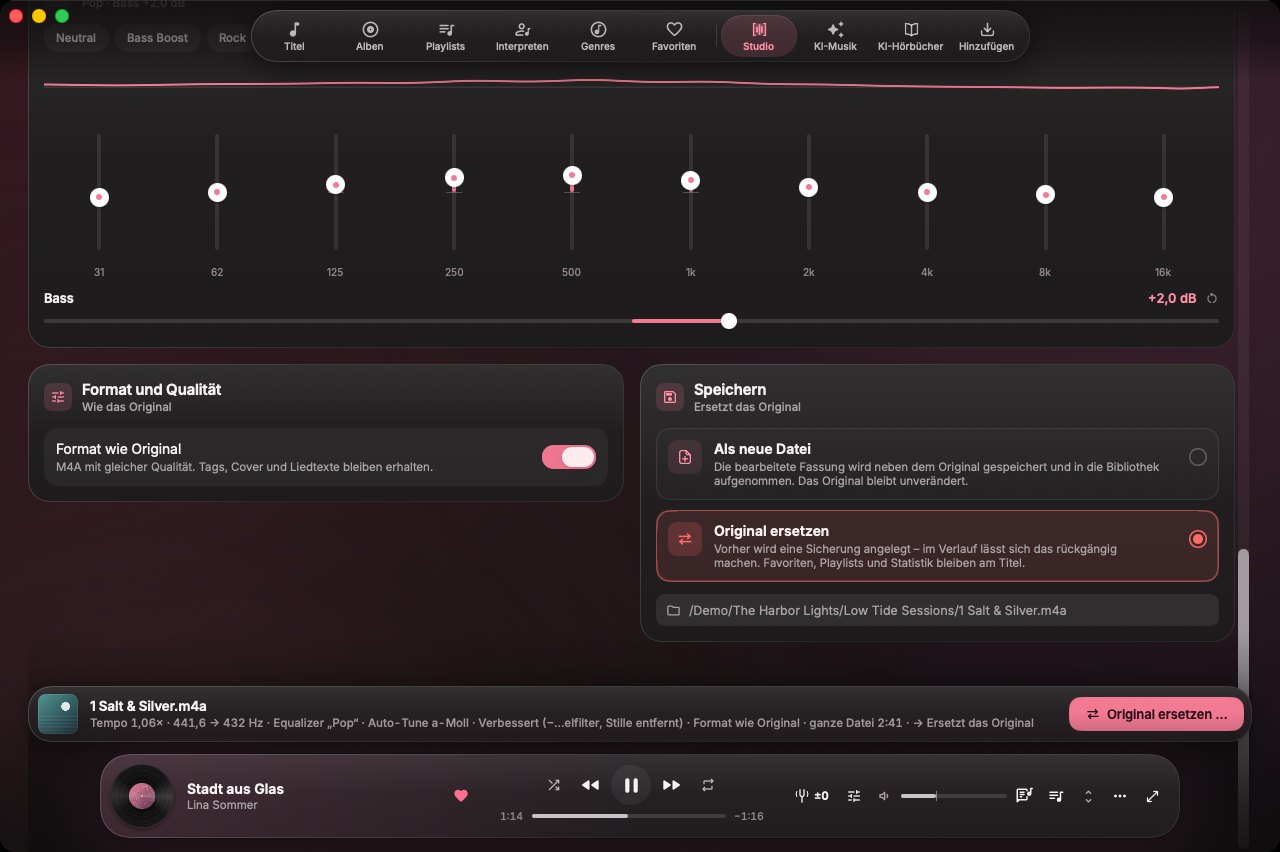 Pop · Bass +2,0 dB
Neutral
Bass Boost
Rock
Titel
Alben
Playlists
Interpreten
Genres
Favoriten
Studio
KI-Musik
KI-Hörbücher
Hinzufügen
31
62
125
250
500
1k
2k
4k
8k
16k
Bass
+2,0 dB
Format und Qualität
Wie das Original
Format wie Original
M4A mit gleicher Qualität. Tags, Cover und Liedtexte bleiben erhalten.
Speichern
Ersetzt das Original
Als neue Datei
Die bearbeitete Fassung wird neben dem Original gespeichert und in die Bibliothek
aufgenommen. Das Original bleibt unverändert.
Original ersetzen
Vorher wird eine Sicherung angelegt – im Verlauf lässt sich das rückgängig
machen. Favoriten, Playlists und Statistik bleiben am Titel.
/Demo/The Harbor Lights/Low Tide Sessions/1 Salt & Silver.m4a
1 Salt & Silver.m4a
Tempo 1,06× · 441,6 → 432 Hz · Equalizer „Pop“ · Auto-Tune a-Moll · Verbessert (–…elfilter, Stille entfernt) · Format wie Original · ganze Datei 2:41 · → Ersetzt das Original
Original ersetzen …
Stadt aus Glas
Lina Sommer
1:14
−1:16
±0